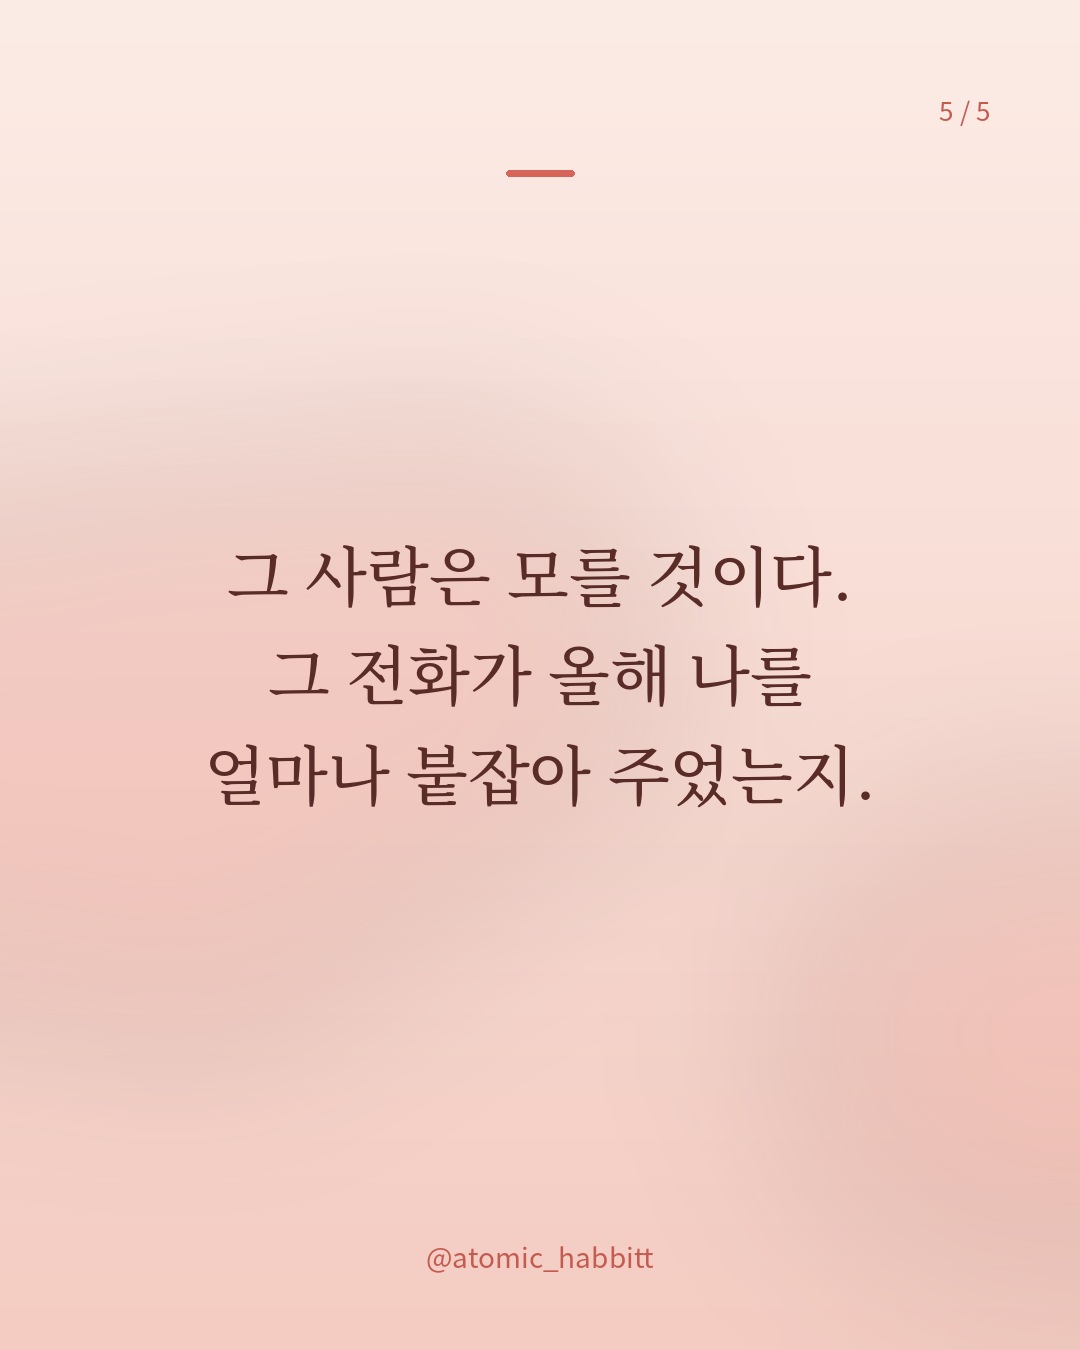 5 / 5
그 사람은 모를 것이다.
그 전화가 올해 나를
얼마나 붙잡아 주었는지.
@atomic_habbitt